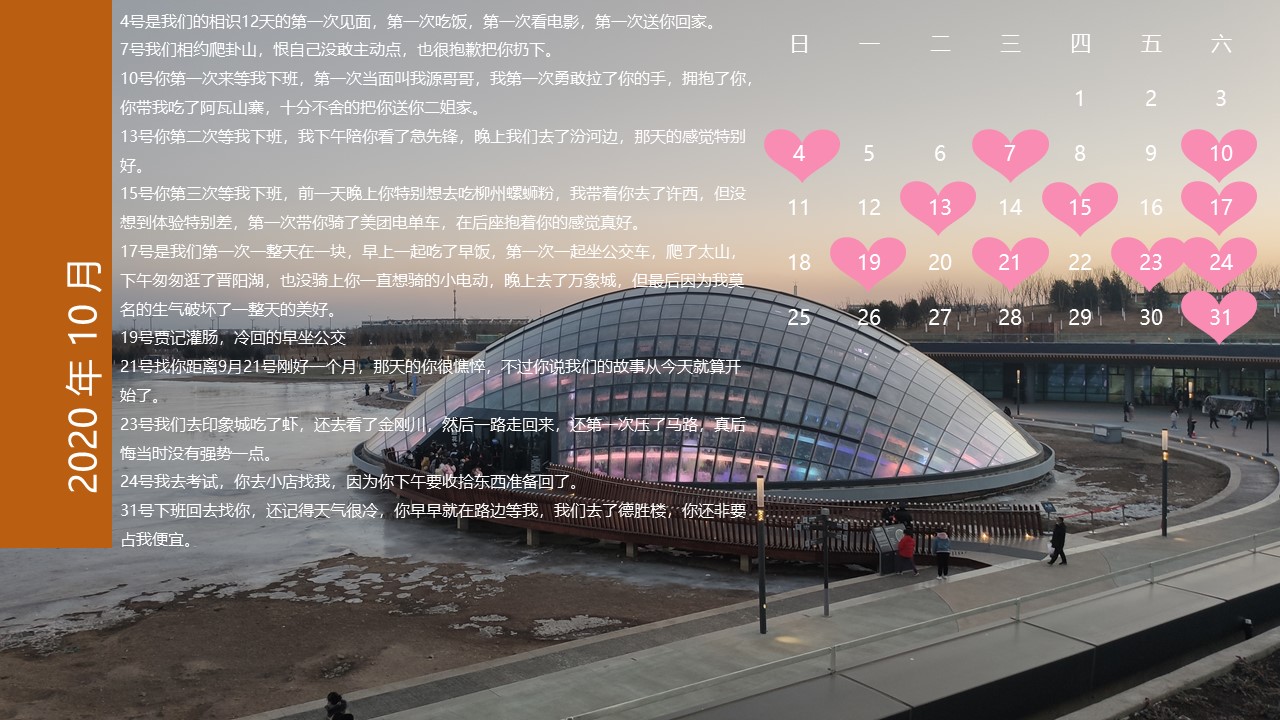 4号是我们的相识12天的第一次见面，第一次吃饭，第一次看电影，第一次送你回家。
7号我们相约爬卦山，恨自己没敢主动点，也很抱歉把你扔下。
10号你第一次来等我下班，第一次当面叫我源哥哥，我第一次勇敢拉了你的手，拥抱了你，
你带我吃了阿瓦山寨，十分不舍的把你送你二姐家。
13号你第二次等我下班，我下午陪你看了急先锋，晚上我们去了汾河边，那天的感觉特别
好。
15号你第三次等我下班，前一天晚上你特别想去吃柳州螺蛳粉，我带着你去了许西，但没
想到体验特别差，第一次带你骑了美团电单车，在后座抱着你的感觉真好。
17号是我们第一次一整天在一块，早上一起吃了早饭，第一次一起坐公交车，爬了太山，
下午匆匆逛了晋阳湖，也没骑上你一直想骑的小电动，晚上去了万象城，但最后因为我莫
名的生气破坏了一整天的美好。
19号贾记灌肠，冷回的早坐公交
21号找你距离9月21号刚好一个月，那天的你很憔悴，不过你说我们的故事从今天就算开
始了。
23号我们去印象城吃了虾，还去看了金刚川，然后一路走回来，还第一次压了马路，真后
悔当时没有强势一点。
24号我去考试，你去小店找我，因为你下午要收拾东西准备回了。
31号下班回去找你，还记得天气很冷，你早早就在路边等我，我们去了德胜楼，你还非要
占我便宜。
2020 年 10 月
日 一 二 三 四 五 六
1 2 3
4 5 6 7 8 9 10
11 12 13 14 15 16 17
18 19 20 21 22 23 24
25 26 27 28 29 30 31